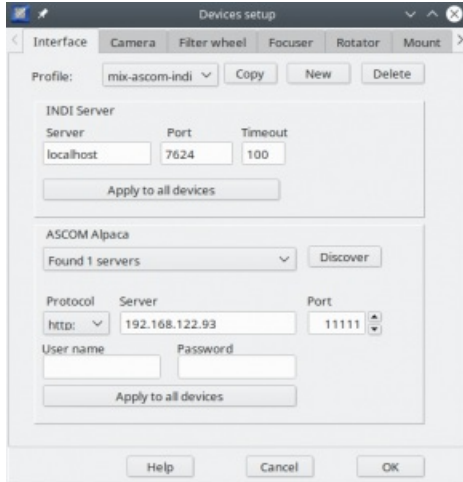 Devices setup
Interface Camera Filter wheel Focuser Rotator Mount
Profile: mix-ascom-indi Copy New Delete
INDI Server
Server Port Timeout
localhost 7624 100
Apply to all devices
ASCOM Alpaca
Found 1 servers Discover
Protocol Server Port
http: 192.168.122.93 11111
User name Password
Apply to all devices
Help Cancel OK